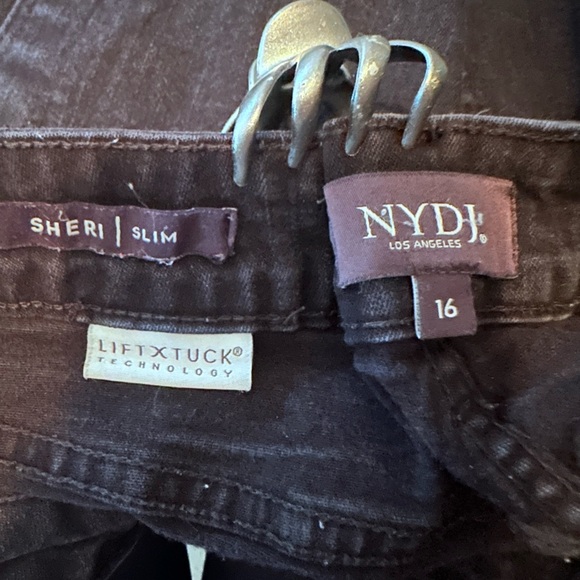 SHERI | SLIM
NYDJ®
LOS ANGELES
16
LIFTXTUCK®
TECHNOLOGY